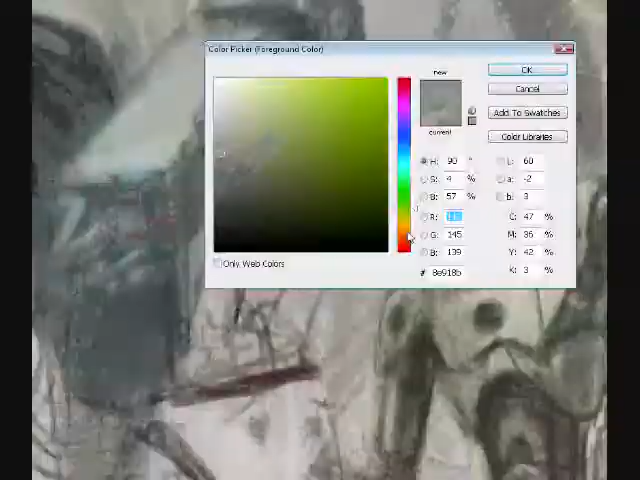 Color Picker (Foreground Color)
new
OK
Cancel
Add To Swatches
current
Color Libraries
H: 90 °
L: 60
S: 4 %
a: -2
B: 57 %
b: 3
R:
C: 47 %
G: 145
M: 36 %
B: 139
Y: 42 %
Only Web Colors
# 8e918b
K: 3 %